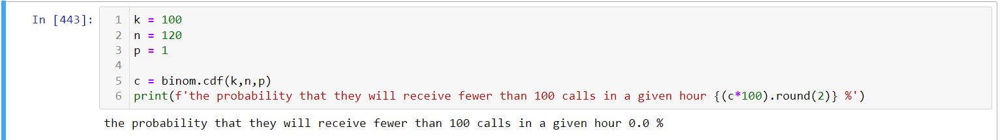 In [443]:
1 k = 100
2 n = 120
3 p = 1
4
5 c = binom.cdf(k,n,p)
6 print(f'the probability that they will receive fewer than 100 calls in a given hour {(c*100).round(2)} %')
the probability that they will receive fewer than 100 calls in a given hour 0.0 %